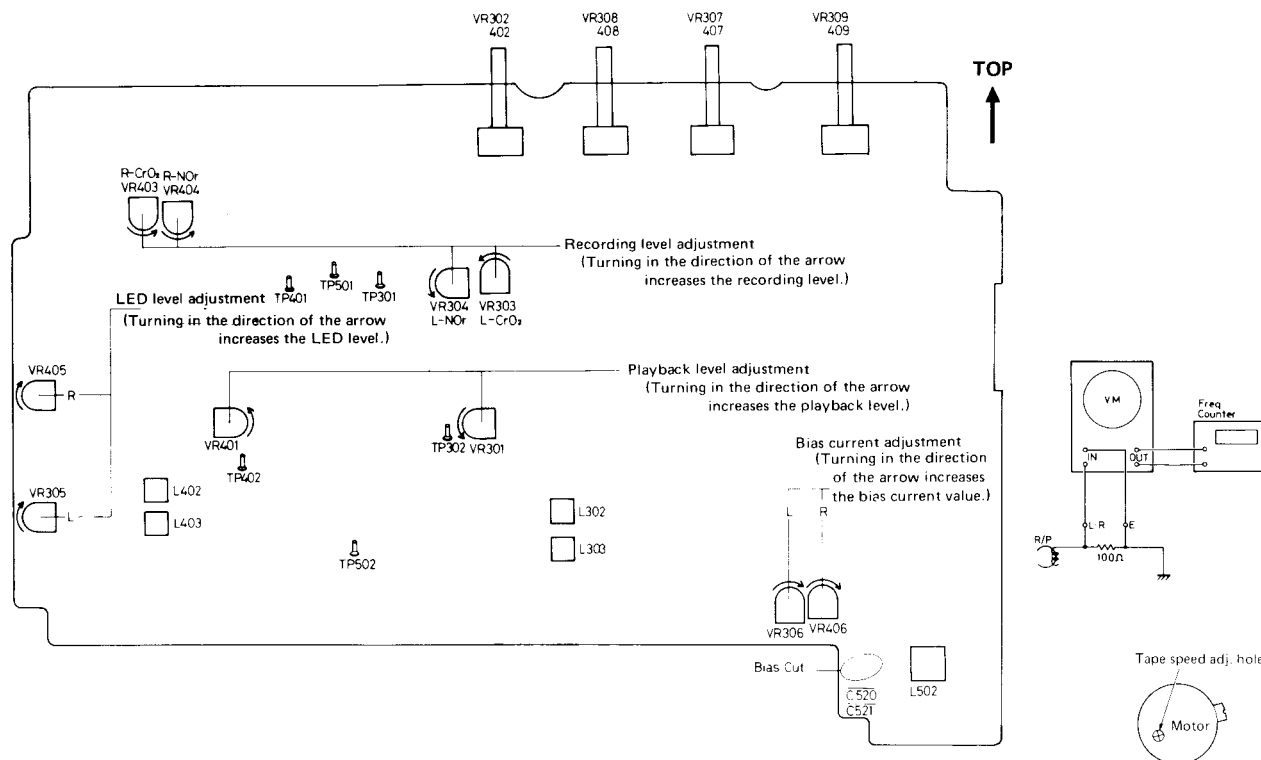 VR302
402
VR308
408
VR307
407
VR309
409
TOP
R-CrO₂ R-NOr
VR403 VR404
Recording level adjustment
(Turning in the direction of the arrow
increases the recording level.)
TP401
TP501
TP301
VR304
L-NOr
VR303
L-CrO₂
LED level adjustment
(Turning in the direction of the arrow
increases the LED level.)
VR405
R
Playback level adjustment
(Turning in the direction of the arrow
increases the playback level.)
VR401
TP402
TP302
VR301
Bias current adjustment
(Turning in the direction
of the arrow increases
the bias current value.)
L
R
VR305
L
L402
L403
L302
L303
TP502
VR306
VR406
Bias Cut
C520
C521
L502
VM
IN
OUT
Freq
Counter
L·R
E
R/P
100Ω
Tape speed adj. hole
Motor